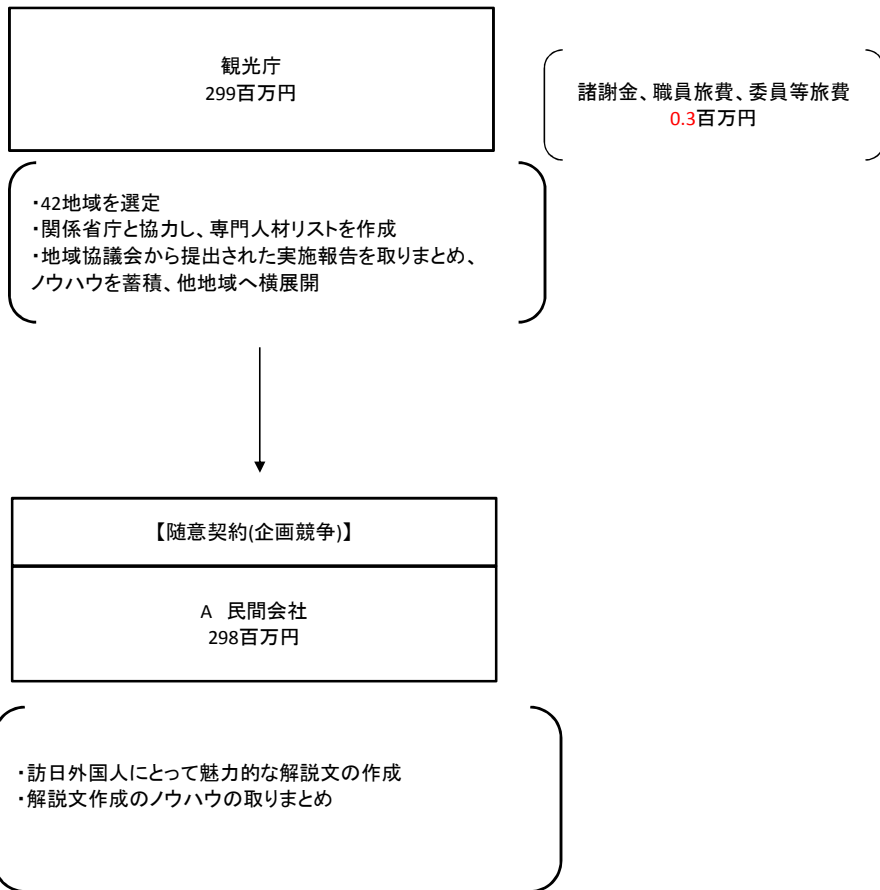 観光庁
299百万円
諸謝金、職員旅費、委員等旅費
0.3百万円
・42地域を選定
・関係省庁と協力し、専門人材リストを作成
・地域協議会から提出された実施報告を取りまとめ、
ノウハウを蓄積、他地域へ横展開
【随意契約(企画競争)】
A 民間会社
298百万円
・訪日外国人にとって魅力的な解説文の作成
・解説文作成のノウハウの取りまとめ